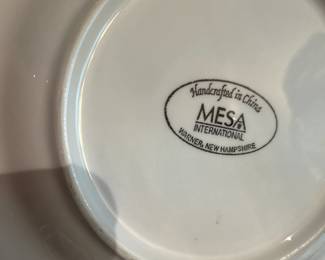 Handcrafted in China
MESA
INTERNATIONAL
WARNER, NEW HAMPSHIRE